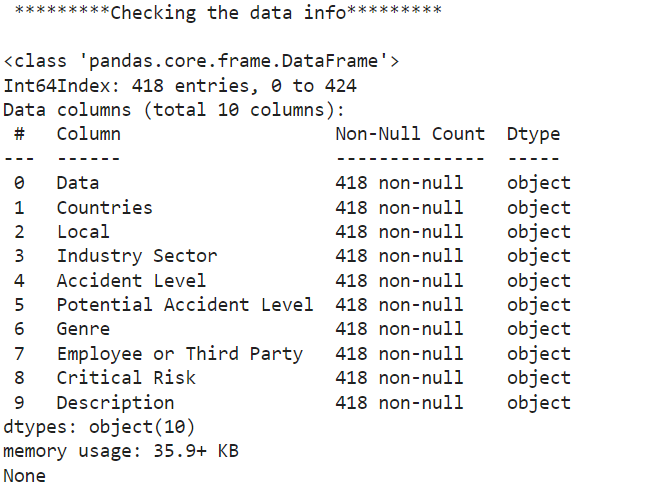 *********Checking the data info*********
<class 'pandas.core.frame.DataFrame'>
Int64Index: 418 entries, 0 to 424
Data columns (total 10 columns):
 #   Column                    Non-Null Count  Dtype
---  ------                    --------------  -----
 0   Data                      418 non-null    object
 1   Countries                 418 non-null    object
 2   Local                     418 non-null    object
 3   Industry Sector           418 non-null    object
 4   Accident Level            418 non-null    object
 5   Potential Accident Level  418 non-null    object
 6   Genre                     418 non-null    object
 7   Employee or Third Party   418 non-null    object
 8   Critical Risk             418 non-null    object
 9   Description               418 non-null    object
dtypes: object(10)
memory usage: 35.9+ KB
None